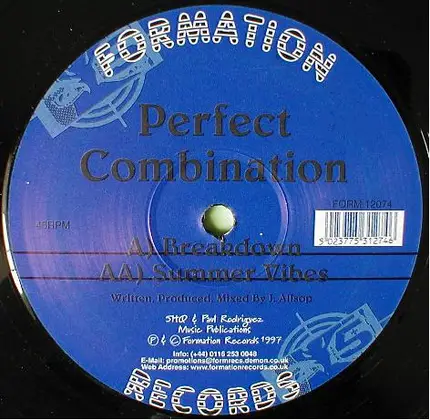 FORMATION
Perfect
Combination
FORM 12074
45RPM
5 023775 312746
A) Breakdown
AA) Summer Vibes
Written, Produced, Mixed By J. Allsop
SMD & Paul Rodriguez
Music Publications
℗ & © Formation Records 1997
Info: (+44) 0116 253 0048
E-Mail: promotions@formrecs.demon.co.uk
Web Address: www.formationrecords.co.uk
RECORDS